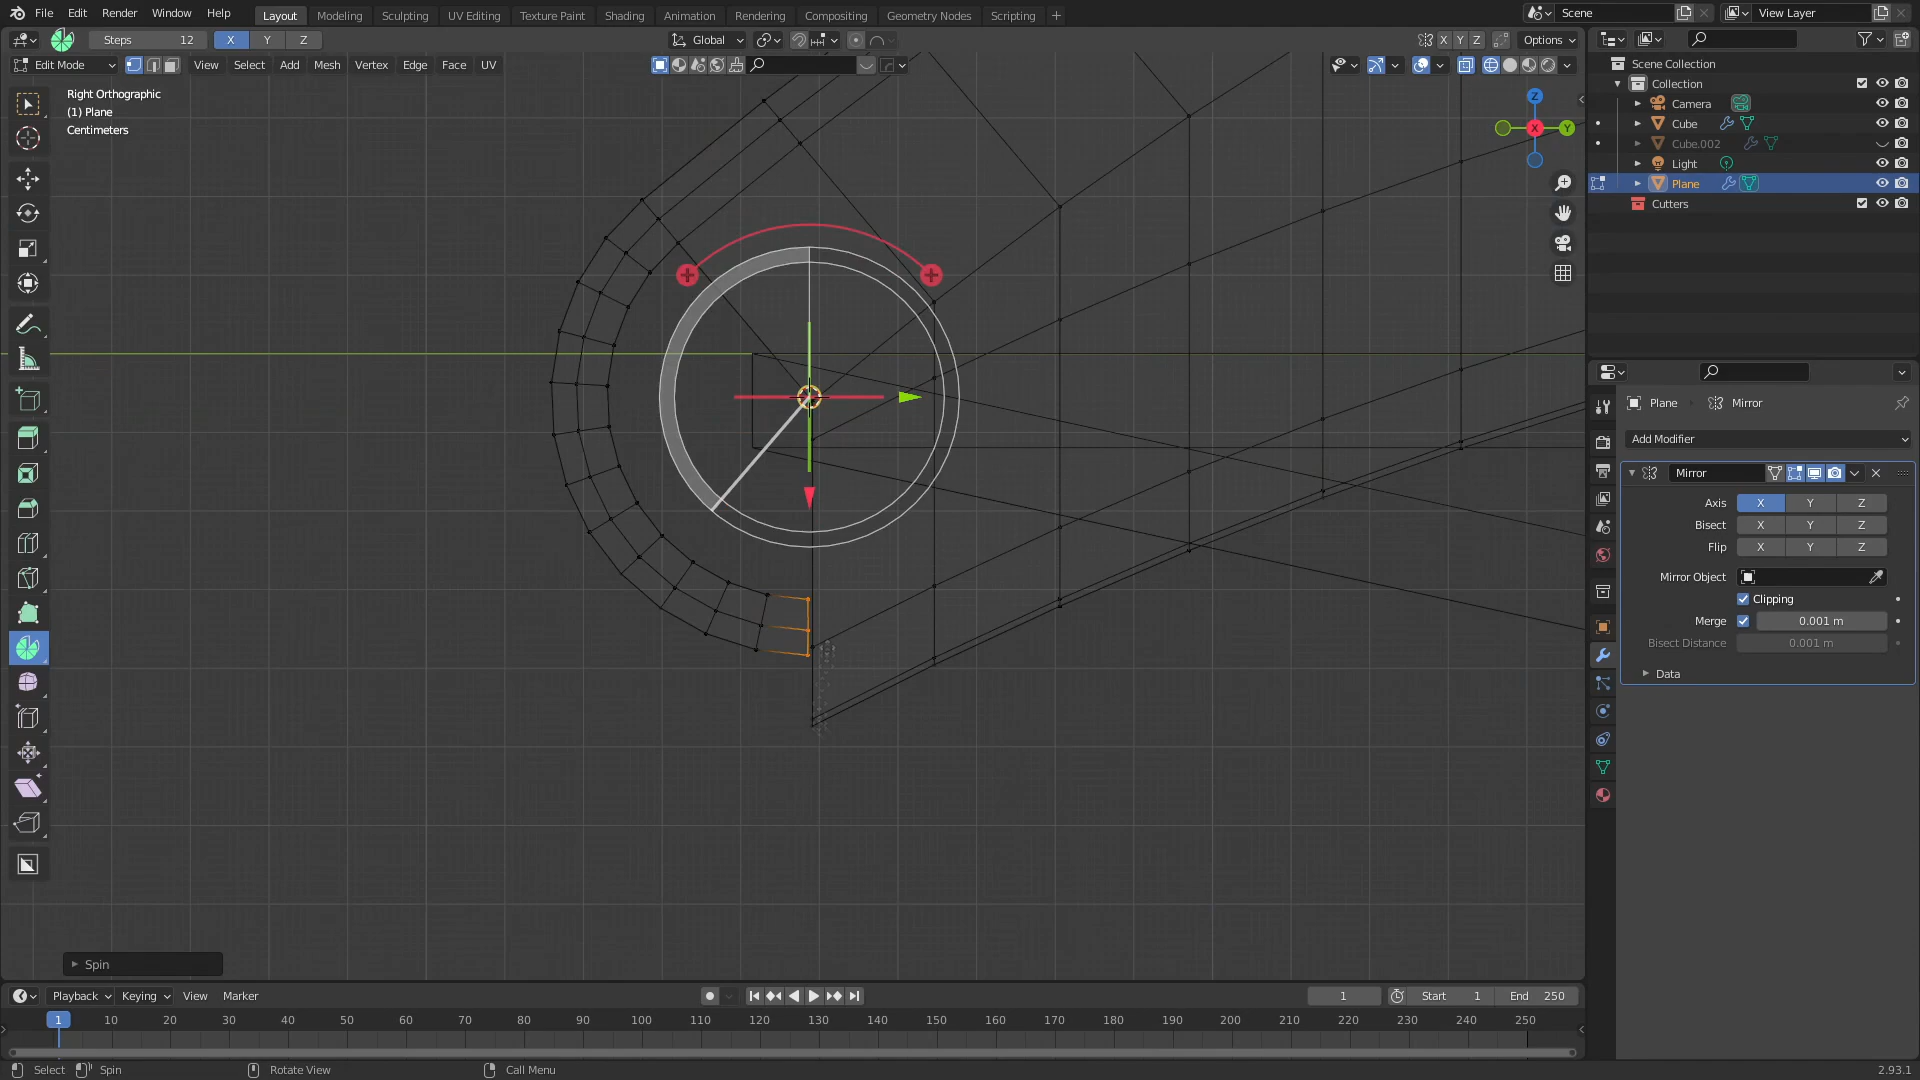 File Edit Render Window Help Layout Modeling Sculpting UV Editing Texture Paint Shading Animation Rendering Compositing Geometry Nodes Scripting + Scene View Layer
Steps 12 X Y Z Global X Y Z Options
Edit Mode View Select Add Mesh Vertex Edge Face UV
Right Orthographic
(1) Plane
Centimeters
Z
X
Y
Scene Collection
Collection
Camera
Cube
Cube.002
Light
Plane
Cutters
Plane Mirror
Add Modifier
Mirror
Axis X Y Z
Bisect X Y Z
Flip X Y Z
Mirror Object
Clipping
Merge 0.001 m
Bisect Distance 0.001 m
Data
Spin
Playback Keying View Marker 1 Start 1 End 250
1 10 20 30 40 50 60 70 80 90 100 110 120 130 140 150 160 170 180 190 200 210 220 230 240 250
Select Spin Rotate View Call Menu 2.93.1